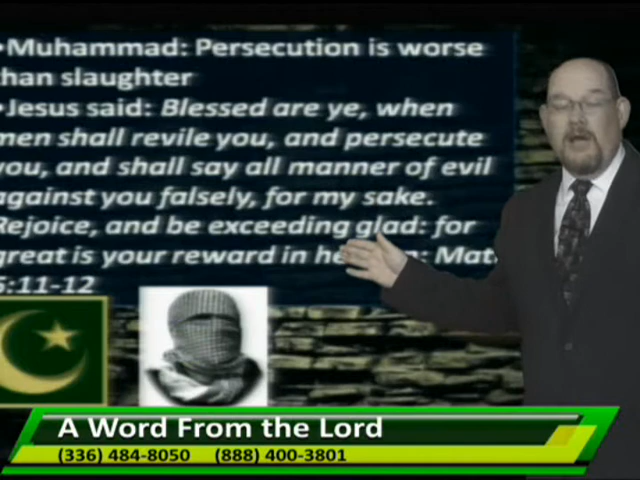 •Muhammad: Persecution is worse
than slaughter
•Jesus said: Blessed are ye, when
men shall revile you, and persecute
you, and shall say all manner of evil
against you falsely, for my sake.
Rejoice, and be exceeding glad: for
great is your reward in he : Mat.
5:11-12
A Word From the Lord
(336) 484-8050 (888) 400-3801